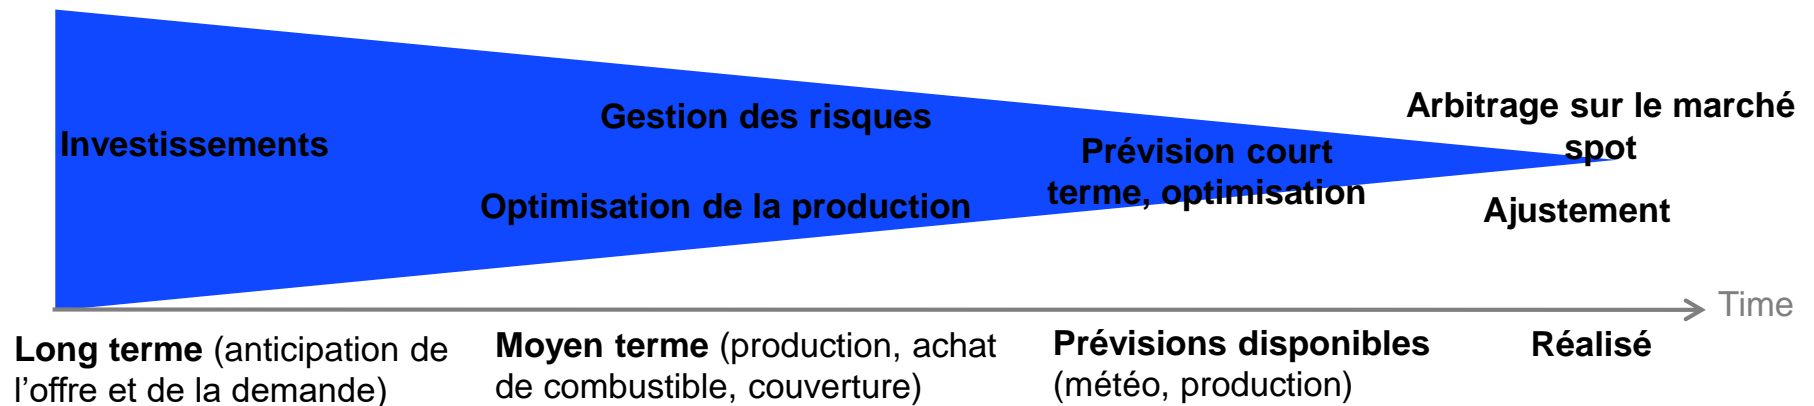 Investissements
Gestion des risques
Optimisation de la production
Prévision court
terme, optimisation
Arbitrage sur le marché
spot
Ajustement
Time
Long terme (anticipation de
l’offre et de la demande)
Moyen terme (production, achat
de combustible, couverture)
Prévisions disponibles
(météo, production)
Réalisé